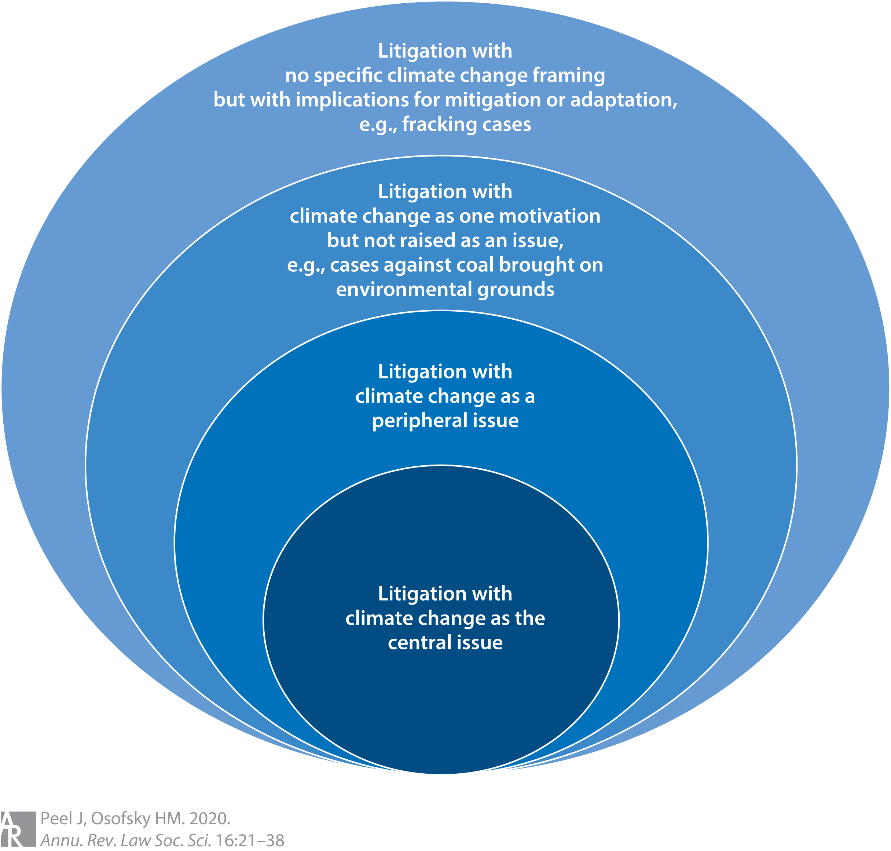 Litigation with
no specific climate change framing
but with implications for mitigation or adaptation,
e.g., fracking cases
Litigation with
climate change as one motivation
but not raised as an issue,
e.g., cases against coal brought on
environmental grounds
Litigation with
climate change as a
peripheral issue
Litigation with
climate change as the
central issue
AR
Peel J, Osofsky HM. 2020.
Annu. Rev. Law Soc. Sci. 16:21–38